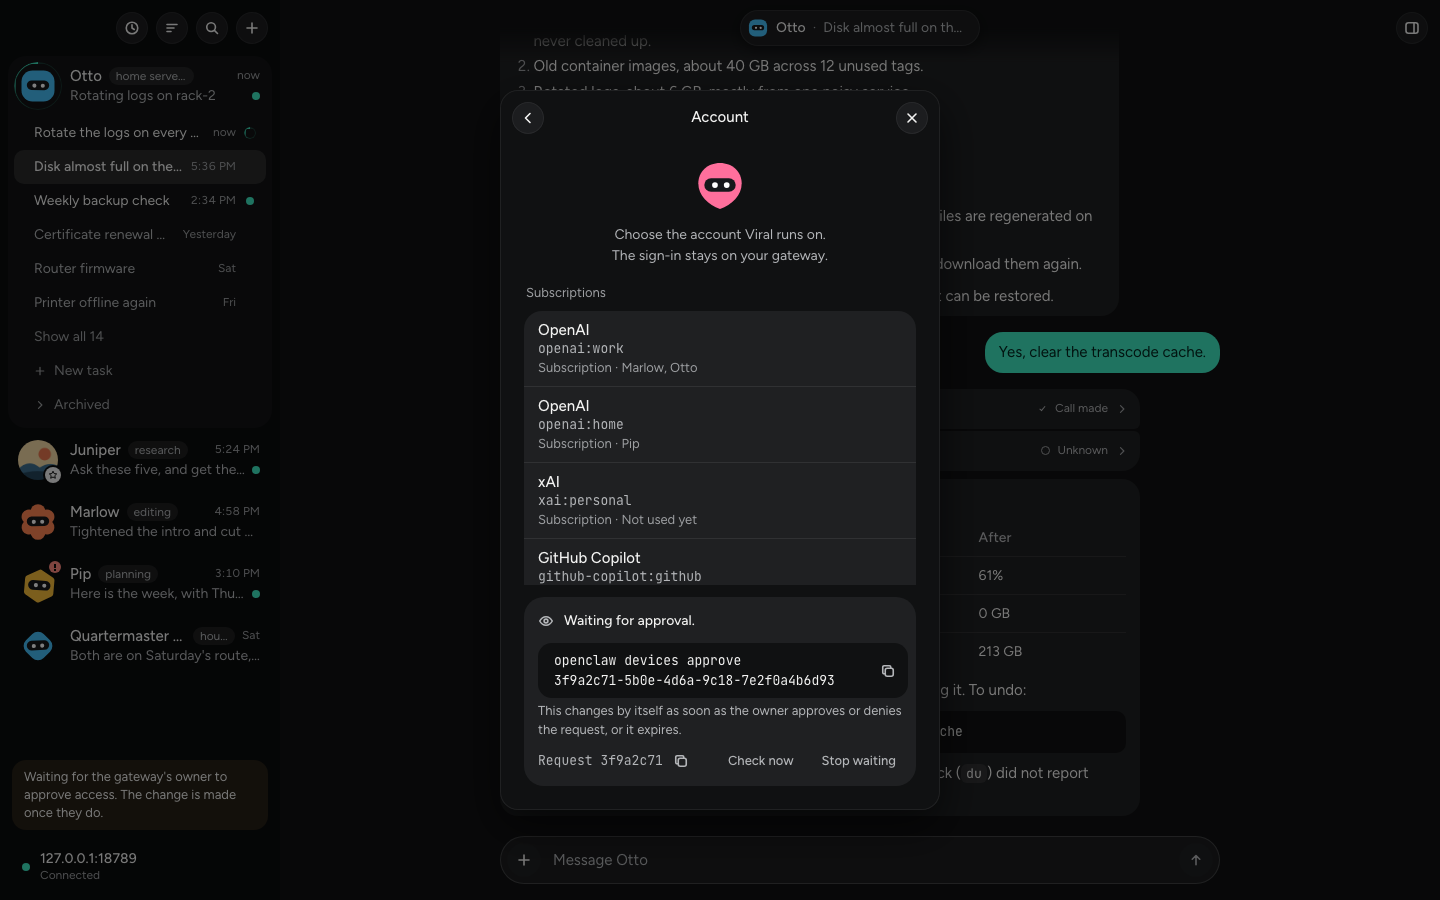 Otto · Disk almost full on th...
Otto home serve... now
Rotating logs on rack-2
Rotate the logs on every ... now
Disk almost full on the... 5:36 PM
Weekly backup check 2:34 PM
Certificate renewal ... Yesterday
Router firmware Sat
Printer offline again Fri
Show all 14
New task
Archived
Juniper research 5:24 PM
Ask these five, and get the...
Marlow editing 4:58 PM
Tightened the intro and cut ...
Pip planning 3:10 PM
Here is the week, with Thu...
Quartermaster ... hou... Sat
Both are on Saturday's route,...
Waiting for the gateway's owner to
approve access. The change is made
once they do.
127.0.0.1:18789
Connected
never cleaned up.
2. Old container images, about 40 GB across 12 unused tags.
Account
Choose the account Viral runs on.
The sign-in stays on your gateway.
Subscriptions
OpenAI
openai:work
Subscription · Marlow, Otto
OpenAI
openai:home
Subscription · Pip
xAI
xai:personal
Subscription · Not used yet
GitHub Copilot
github-copilot:github
Waiting for approval.
openclaw devices approve
3f9a2c71-5b0e-4d6a-9c18-7e2f0a4b6d93
This changes by itself as soon as the owner approves or denies
the request, or it expires.
Request 3f9a2c71 Check now Stop waiting
are regenerated on
download them again.
can be restored.
Yes, clear the transcode cache.
Call made
Unknown
After
61%
0 GB
213 GB
it. To undo:
(du) did not report
Message Otto